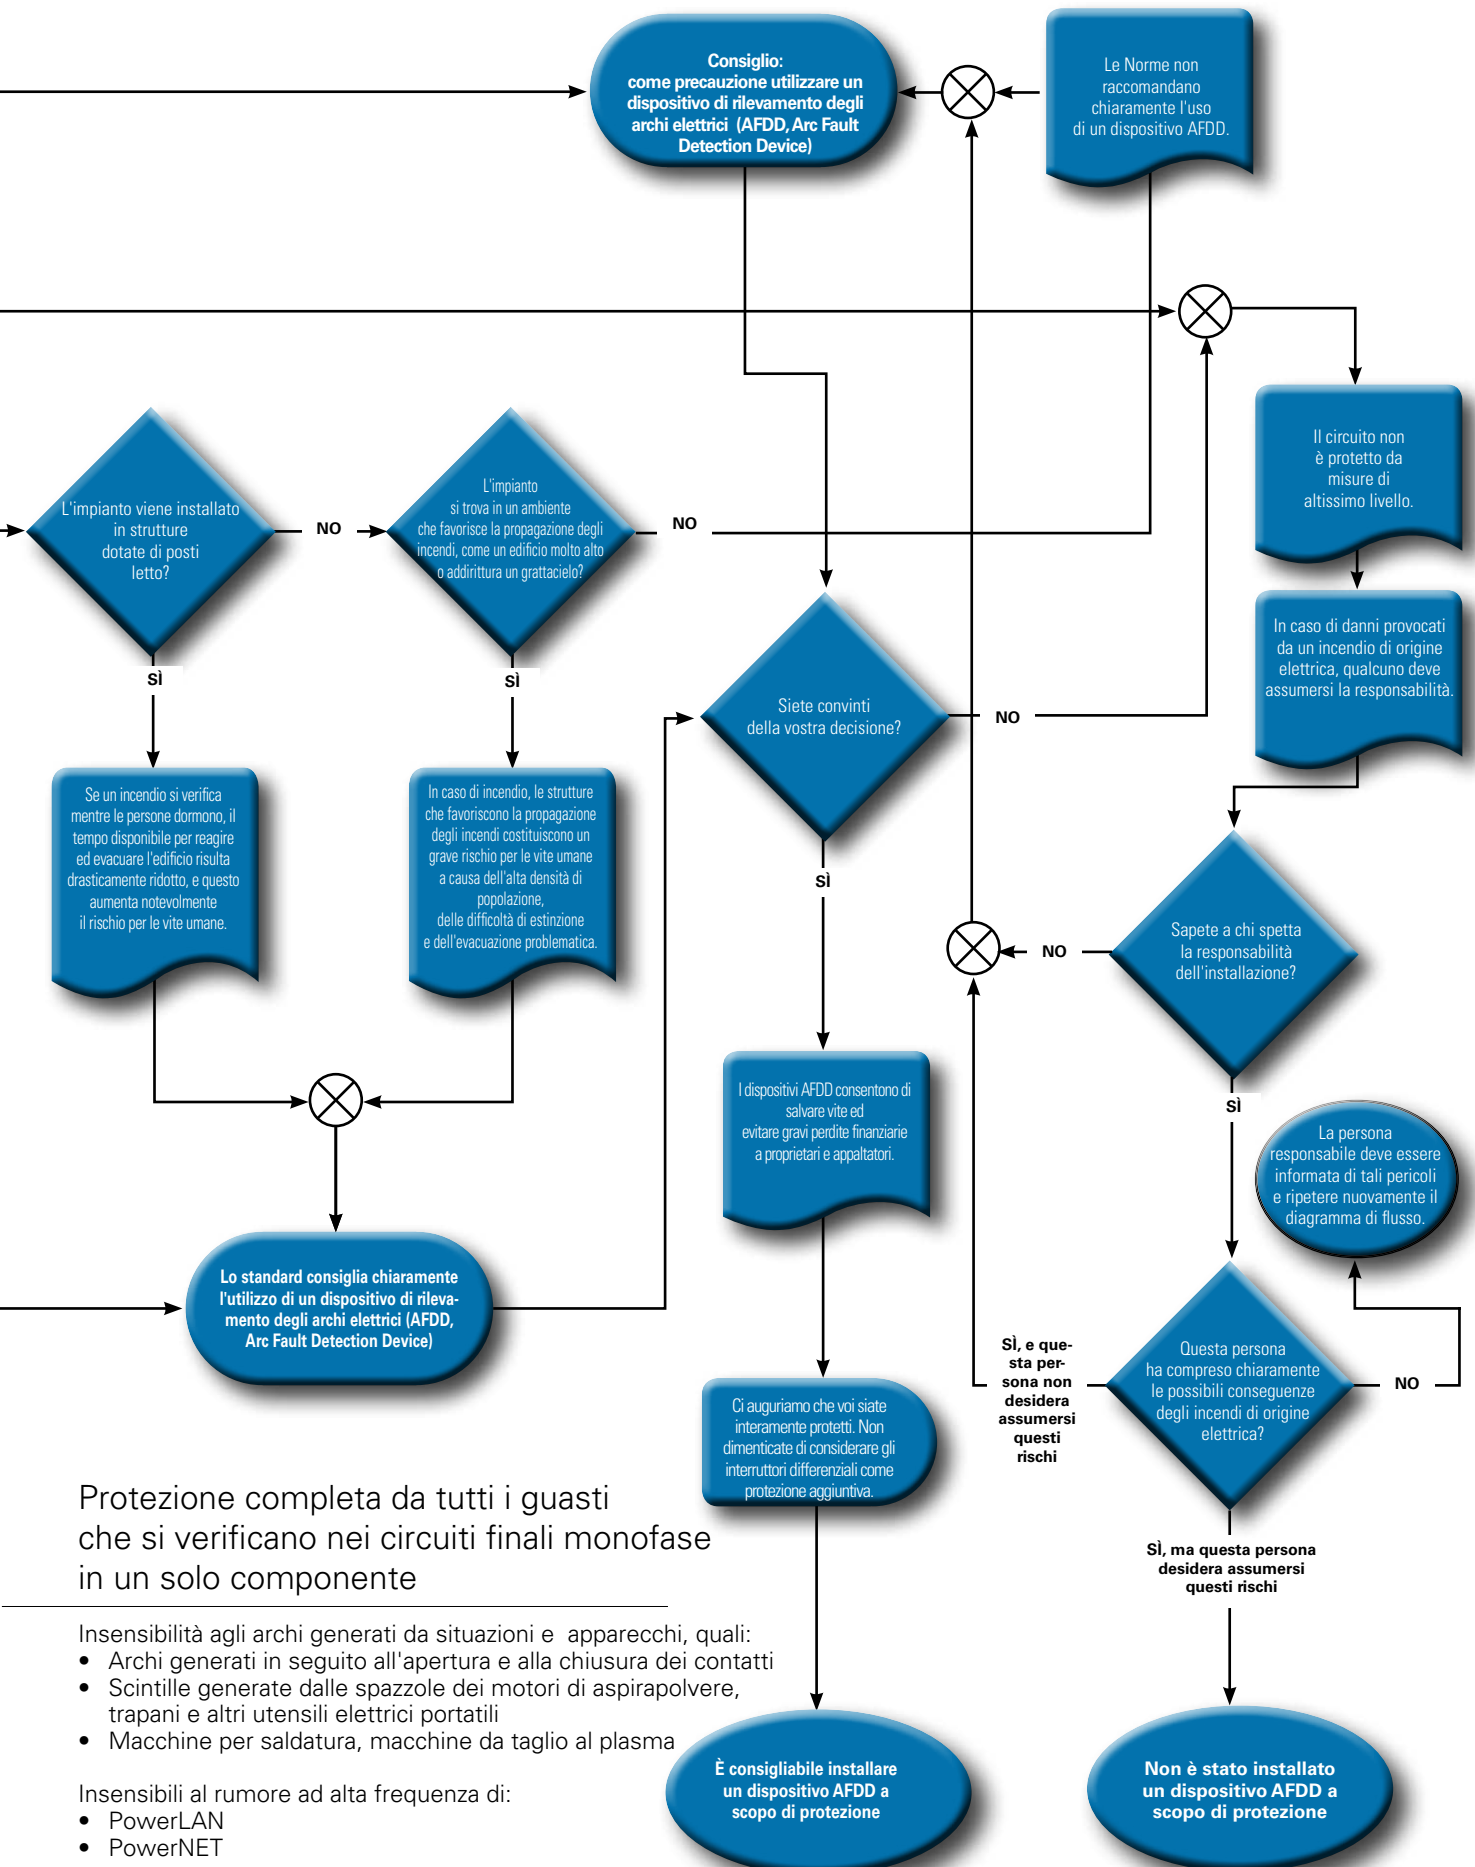 Consiglio:
come precauzione utilizzare un
dispositivo di rilevamento degli
archi elettrici (AFDD, Arc Fault
Detection Device)
Le Norme non
raccomandano
chiaramente l'uso
di un dispositivo AFDD.
Il circuito non
è protetto da
misure di
altissimo livello.
L'impianto viene installato
in strutture
dotate di posti
letto?
NO
L'impianto
si trova in un ambiente
che favorisce la propagazione degli
incendi, come un edificio molto alto
o addirittura un grattacielo?
NO
In caso di danni provocati
da un incendio di origine
elettrica, qualcuno deve
assumersi la responsabilità.
SÌ
SÌ
Siete convinti
della vostra decisione?
NO
Se un incendio si verifica
mentre le persone dormono, il
tempo disponibile per reagire
ed evacuare l'edificio risulta
drasticamente ridotto, e questo
aumenta notevolmente
il rischio per le vite umane.
In caso di incendio, le strutture
che favoriscono la propagazione
degli incendi costituiscono un
grave rischio per le vite umane
a causa dell'alta densità di
popolazione,
delle difficoltà di estinzione
e dell'evacuazione problematica.
SÌ
NO
Sapete a chi spetta
la responsabilità
dell'installazione?
I dispositivi AFDD consentono di
salvare vite ed
evitare gravi perdite finanziarie
a proprietari e appaltatori.
SÌ
La persona
responsabile deve essere
informata di tali pericoli
e ripetere nuovamente il
diagramma di flusso.
Lo standard consiglia chiaramente
l'utilizzo di un dispositivo di rileva-
mento degli archi elettrici (AFDD,
Arc Fault Detection Device)
SÌ, e que-
sta per-
sona non
desidera
assumersi
questi
rischi
Questa persona
ha compreso chiaramente
le possibili conseguenze
degli incendi di origine
elettrica?
NO
Ci auguriamo che voi siate
interamente protetti. Non
dimenticate di considerare gli
interruttori differenziali come
protezione aggiuntiva.
SÌ, ma questa persona
desidera assumersi
questi rischi
Protezione completa da tutti i guasti
che si verificano nei circuiti finali monofase
in un solo componente
Insensibilità agli archi generati da situazioni e apparecchi, quali:
• Archi generati in seguito all'apertura e alla chiusura dei contatti
• Scintille generate dalle spazzole dei motori di aspirapolvere,
trapani e altri utensili elettrici portatili
• Macchine per saldatura, macchine da taglio al plasma
Insensibili al rumore ad alta frequenza di:
• PowerLAN
• PowerNET
È consigliabile installare
un dispositivo AFDD a
scopo di protezione
Non è stato installato
un dispositivo AFDD a
scopo di protezione